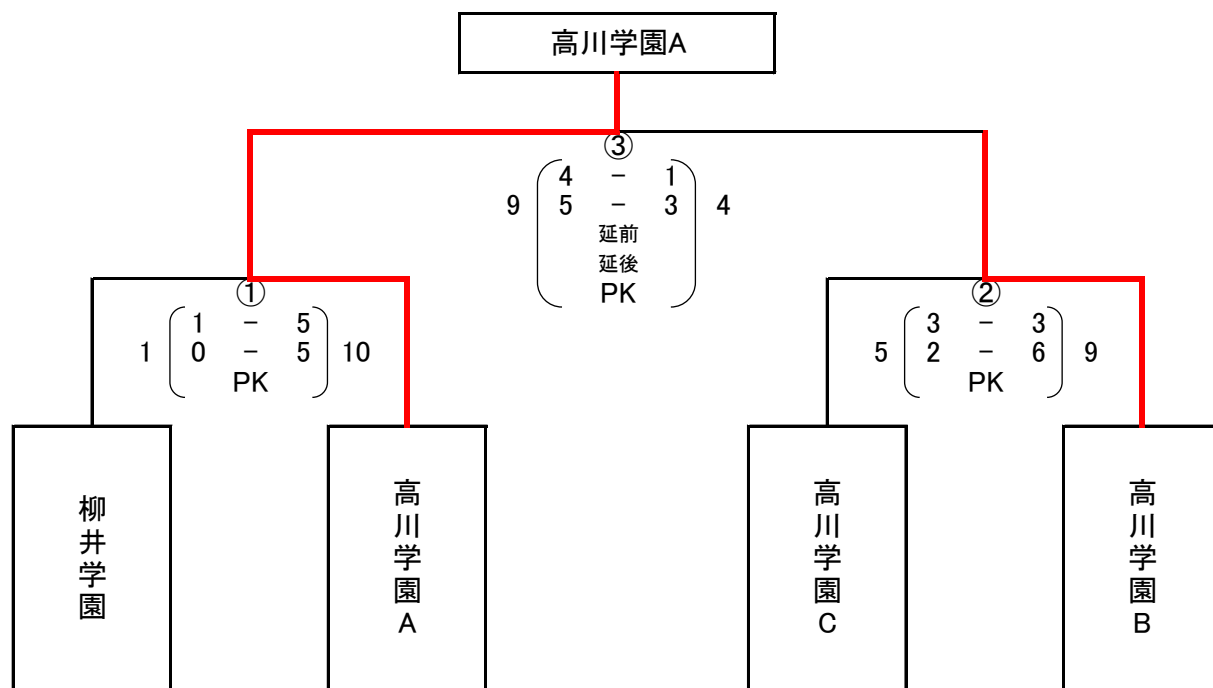 高川学園A
③
4 － 1
9 5 － 3 4
延前
延後
PK
① ②
1 － 5 3 － 3
1 0 － 5 10 5 2 － 6 9
PK PK
柳井学園
高川学園A
高川学園C
高川学園B